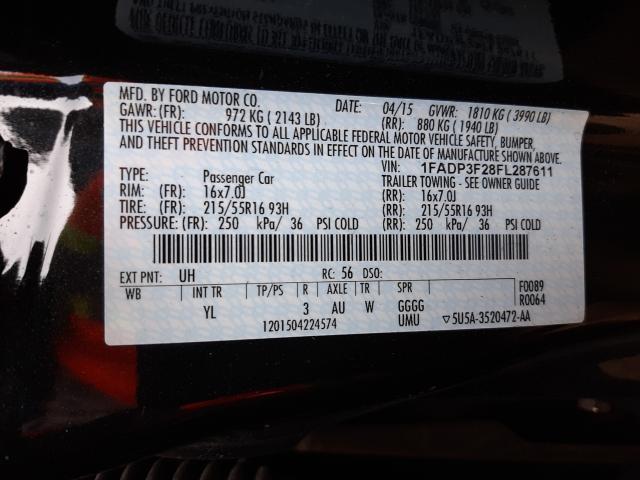 MFD. BY FORD MOTOR CO.
DATE: 04/15 GVWR: 1810 KG ( 3990 LB)
GAWR: (FR): 972 KG ( 2143 LB) (RR): 880 KG ( 1940 LB)
THIS VEHICLE CONFORMS TO ALL APPLICABLE FEDERAL MOTOR VEHICLE SAFETY, BUMPER,
AND THEFT PREVENTION STANDARDS IN EFFECT ON THE DATE OF MANUFACTURE SHOWN ABOVE.
VIN: 1FADP3F28FL287611
TYPE: Passenger Car TRAILER TOWING - SEE OWNER GUIDE
RIM: (FR): 16x7.0J (RR): 16x7.0J
TIRE: (FR): 215/55R16 93H (RR): 215/55R16 93H
PRESSURE: (FR): 250 kPa/ 36 PSI COLD (RR): 250 kPa/ 36 PSI COLD
EXT PNT: UH RC: 56 DSO: F0089
WB INT TR TP/PS R AXLE TR SPR R0064
YL 3 AU W GGGG
1201504224574 UMU ▽5U5A-3520472-AA